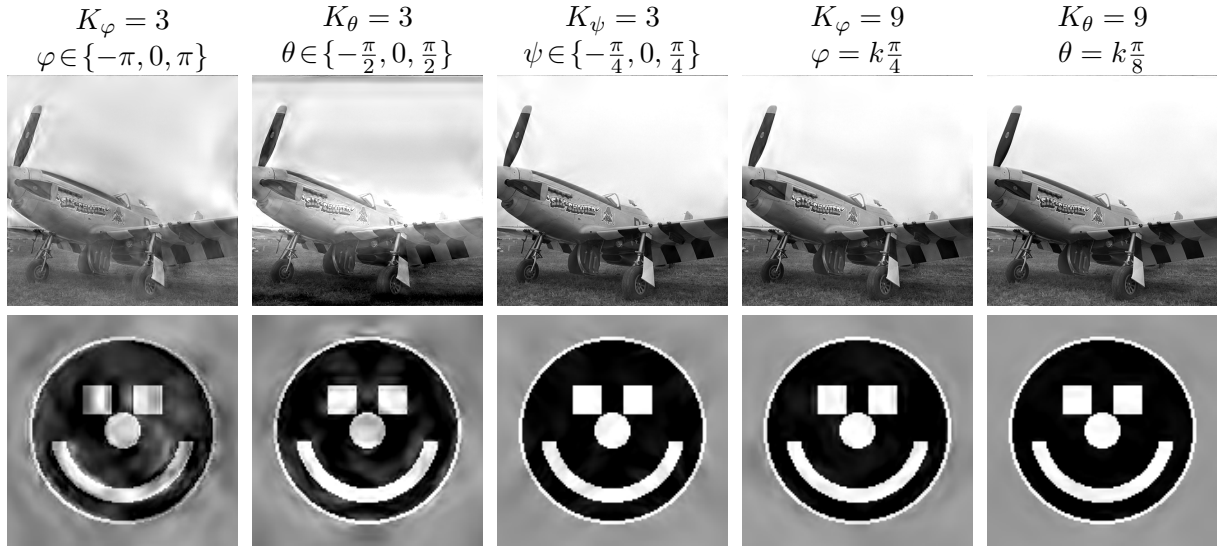 K_φ = 3
φ∈{−π, 0, π}
K_θ = 3
θ∈{−π/2, 0, π/2}
K_ψ = 3
ψ∈{−π/4, 0, π/4}
K_φ = 9
φ = kπ/4
K_θ = 9
θ = kπ/8